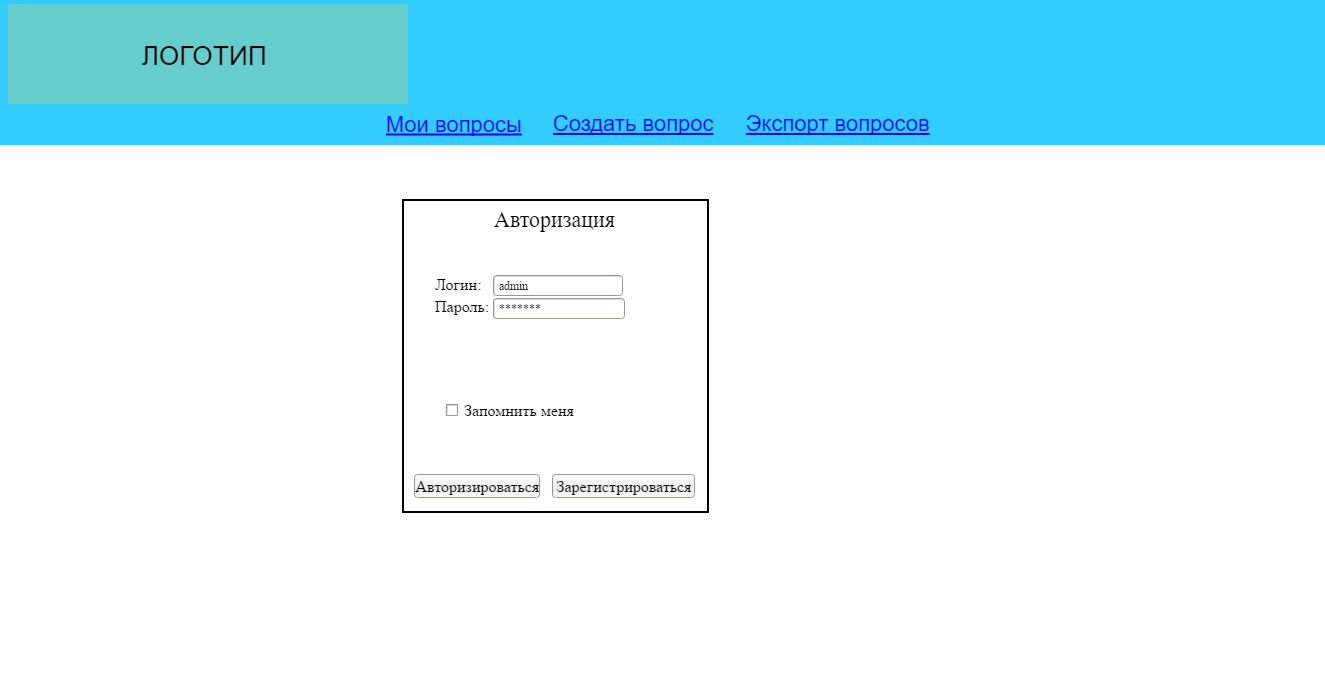 ЛОГОТИП
Мои вопросы Создать вопрос Экспорт вопросов
Авторизация
Логин: admin
Пароль: *******
Запомнить меня
Авторизироваться Зарегистрироваться